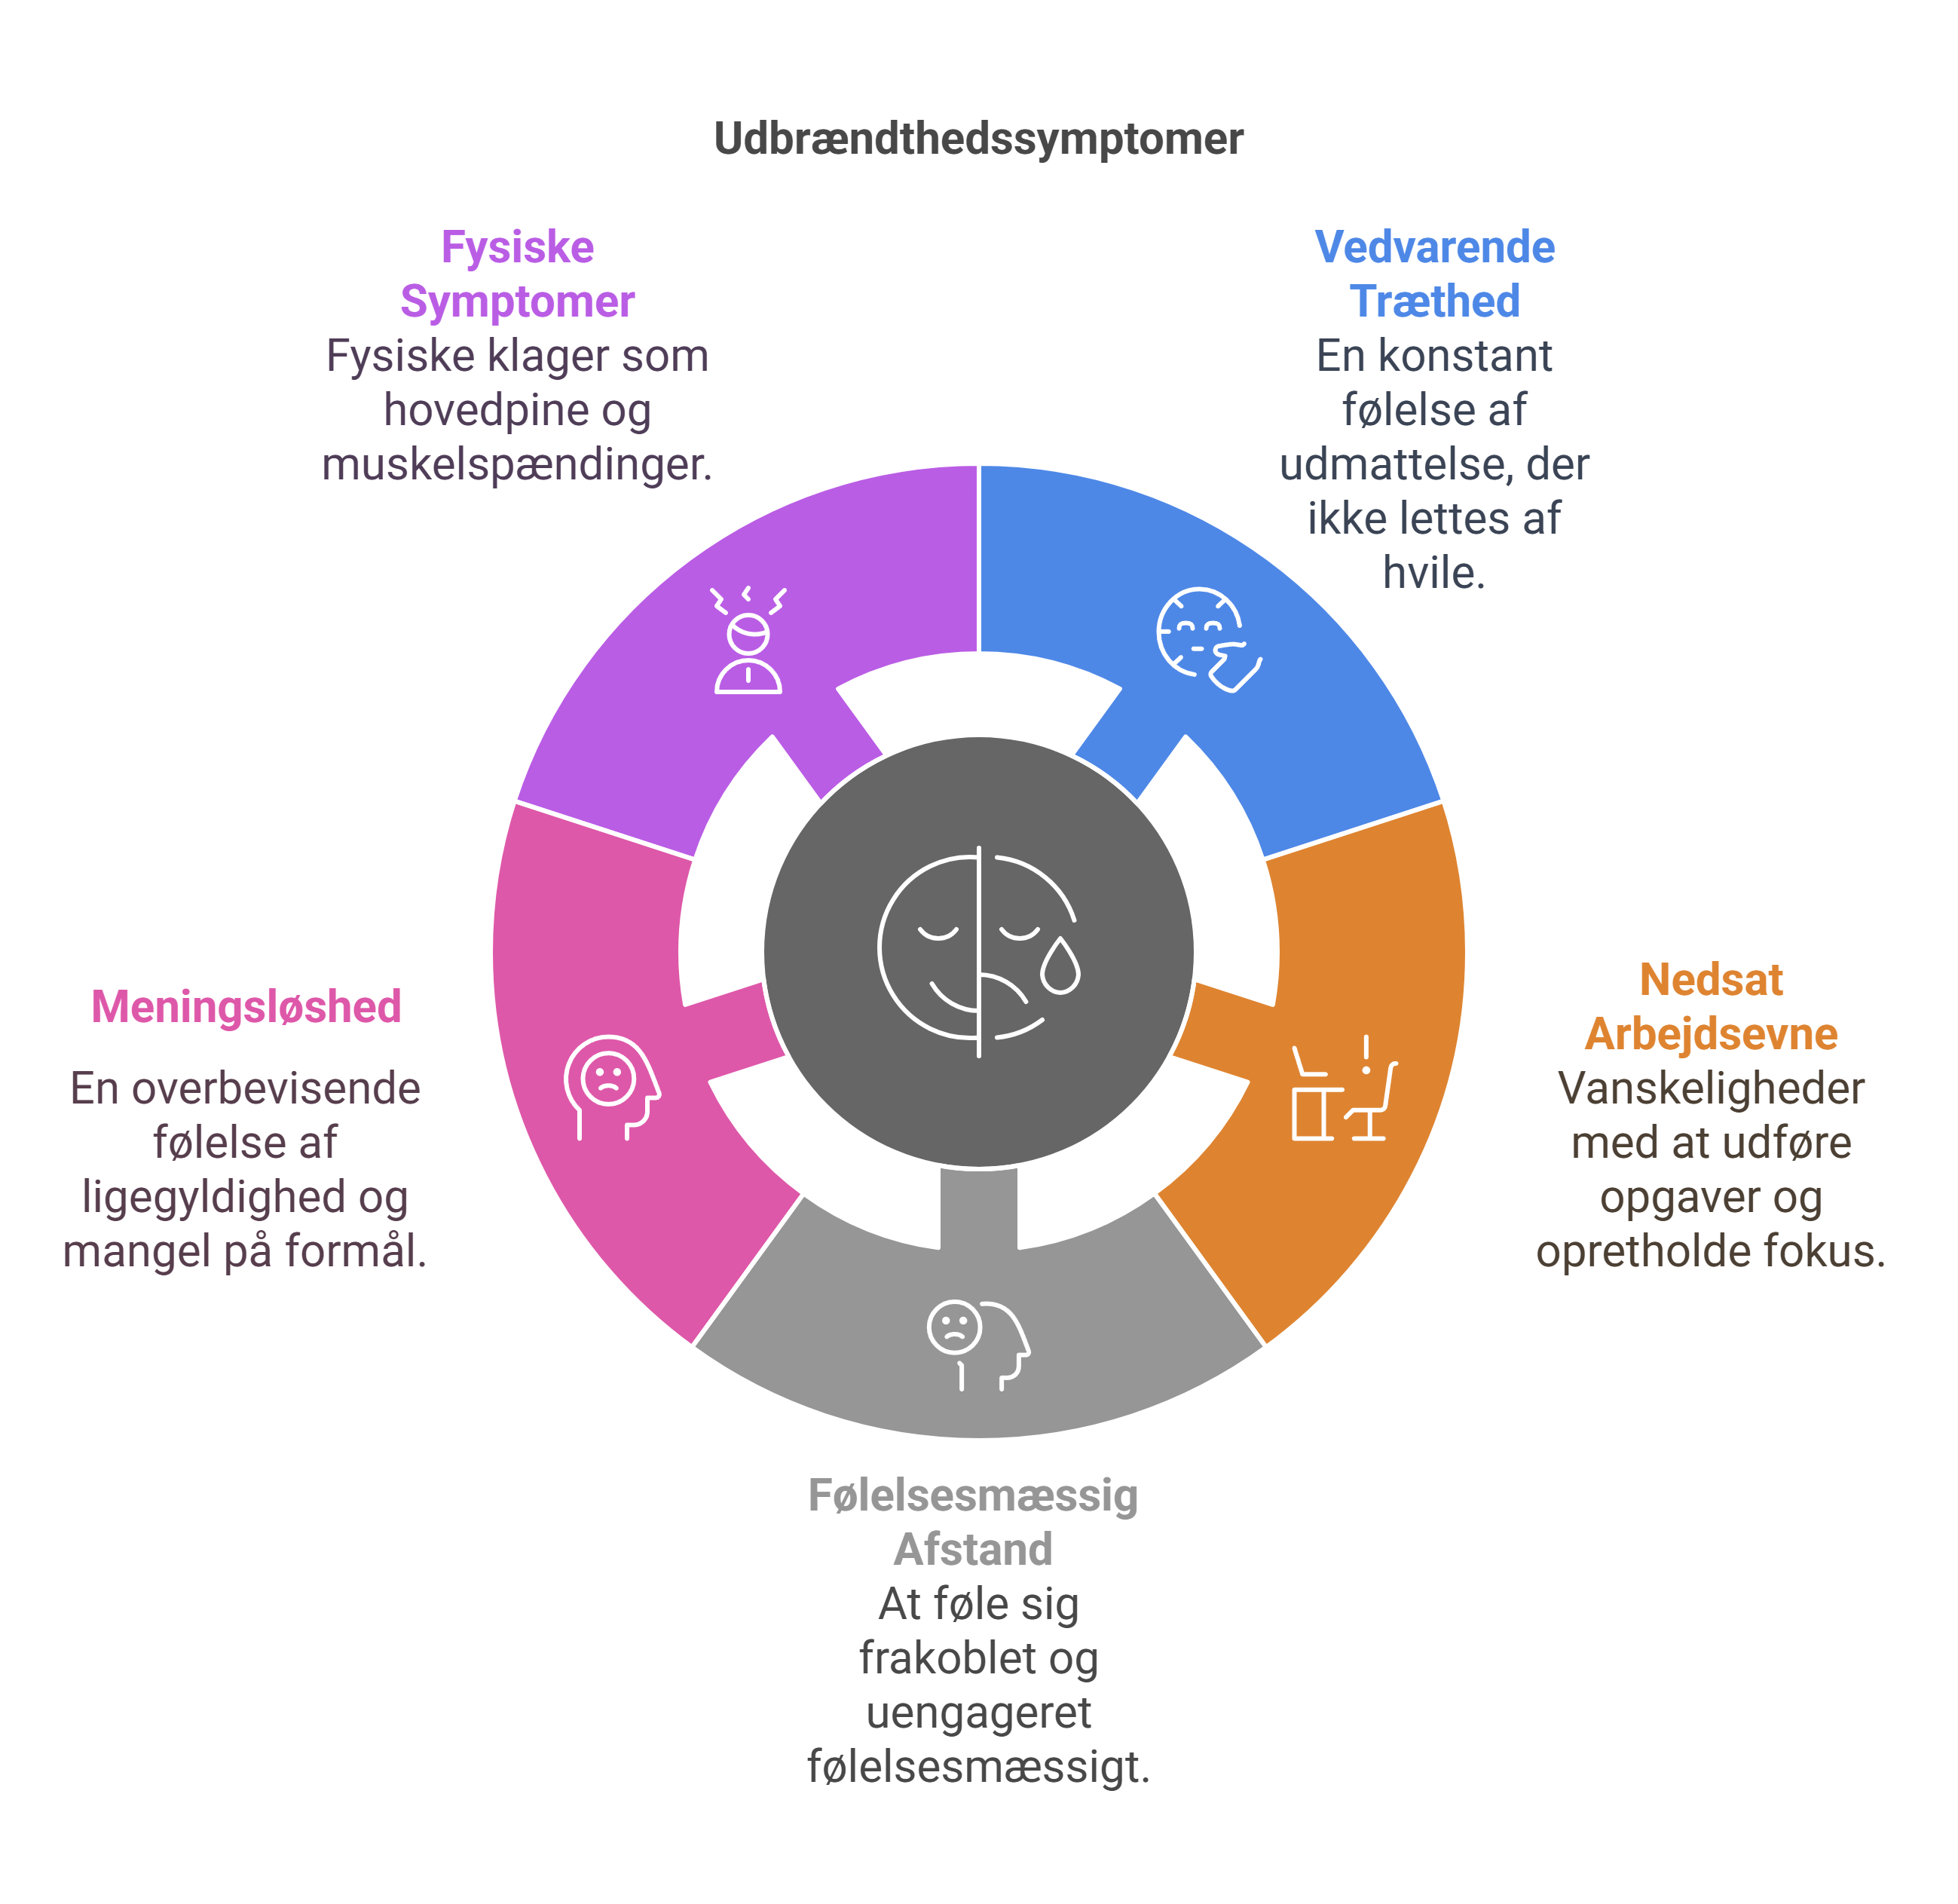 Udbrændthedssymptomer
Fysiske
Symptomer
Fysiske klager som
hovedpine og
muskelspændinger.
Vedvarende
Træthed
En konstant
følelse af
udmattelse, der
ikke lettes af
hvile.
Meningsløshed
En overbevisende
følelse af
ligegyldighed og
mangel på formål.
Nedsat
Arbejdsevne
Vanskeligheder
med at udføre
opgaver og
opretholde fokus.
Følelsesmæssig
Afstand
At føle sig
frakoblet og
uengageret
følelsesmæssigt.